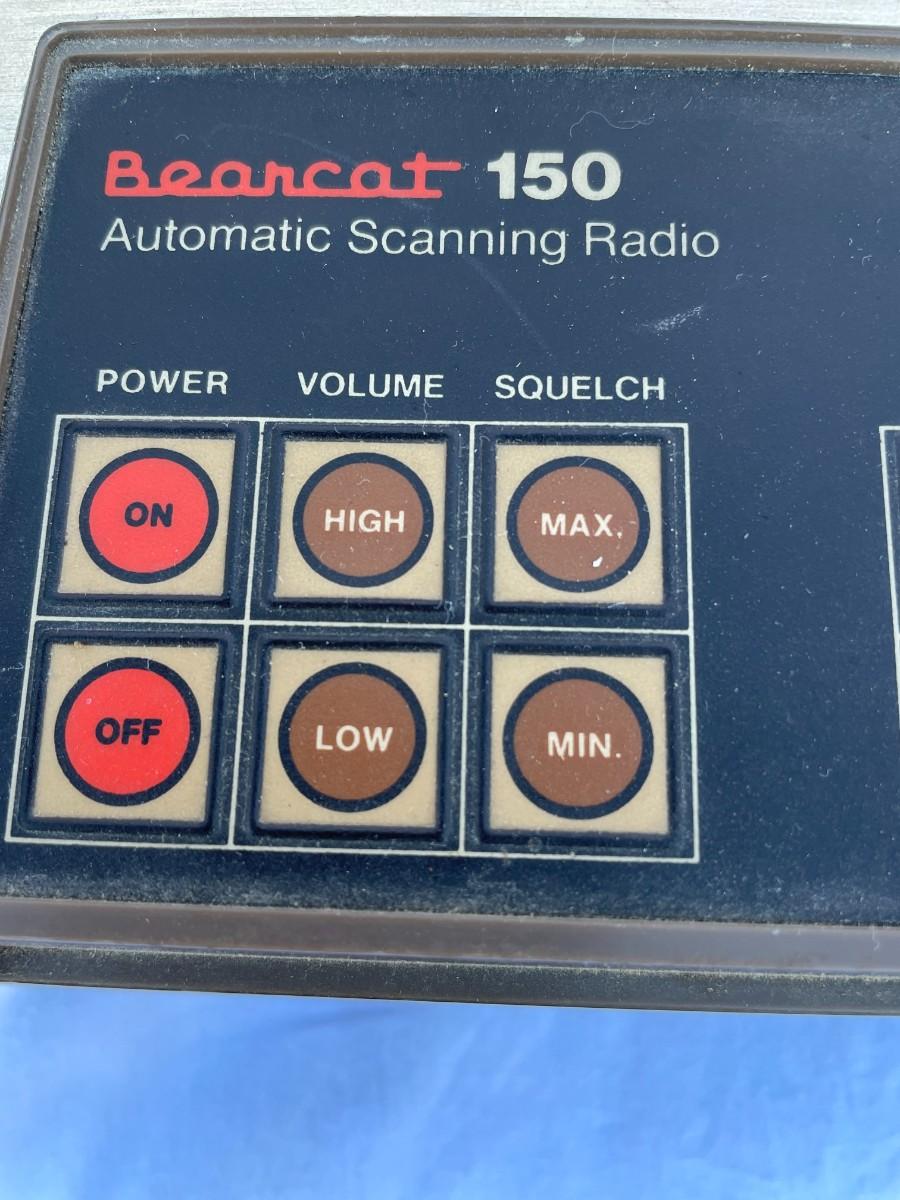 Bearcat 150
Automatic Scanning Radio
POWER VOLUME SQUELCH
ON HIGH MAX.
OFF LOW MIN.